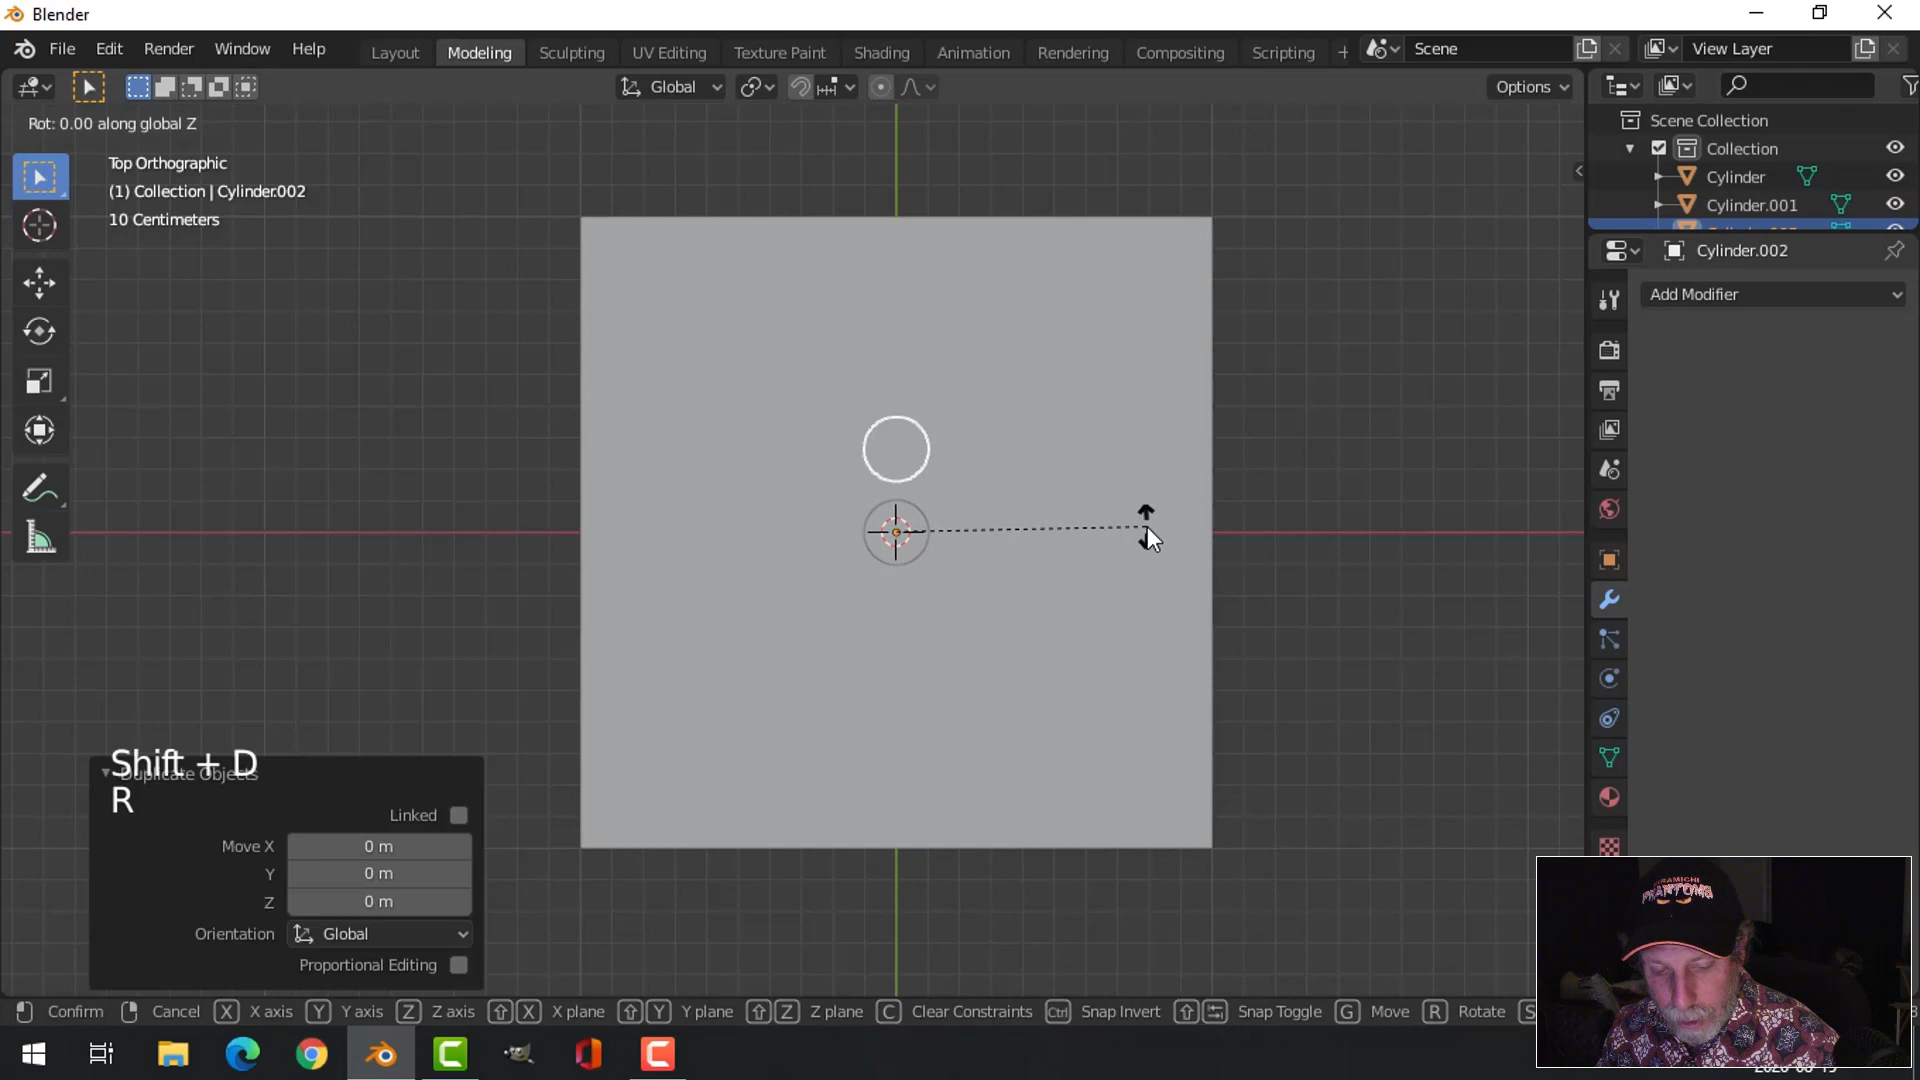 Blender
File Edit Render Window Help
Layout Modeling Sculpting UV Editing Texture Paint Shading Animation Rendering Compositing Scripting +
Scene
View Layer
Global
Options
Rot: 0.00 along global Z
Top Orthographic
(1) Collection | Cylinder.002
10 Centimeters
Scene Collection
Collection
Cylinder
Cylinder.001
Cylinder.002
Add Modifier
Shift + D
R
Duplicate Objects
Linked
Move X 0 m
Y 0 m
Z 0 m
Orientation Global
Proportional Editing
Confirm Cancel X X axis Y Y axis Z Z axis X X plane Y Y plane Z Z plane C Clear Constraints Ctrl Snap Invert Snap Toggle G Move R Rotate S
PHANTOMS